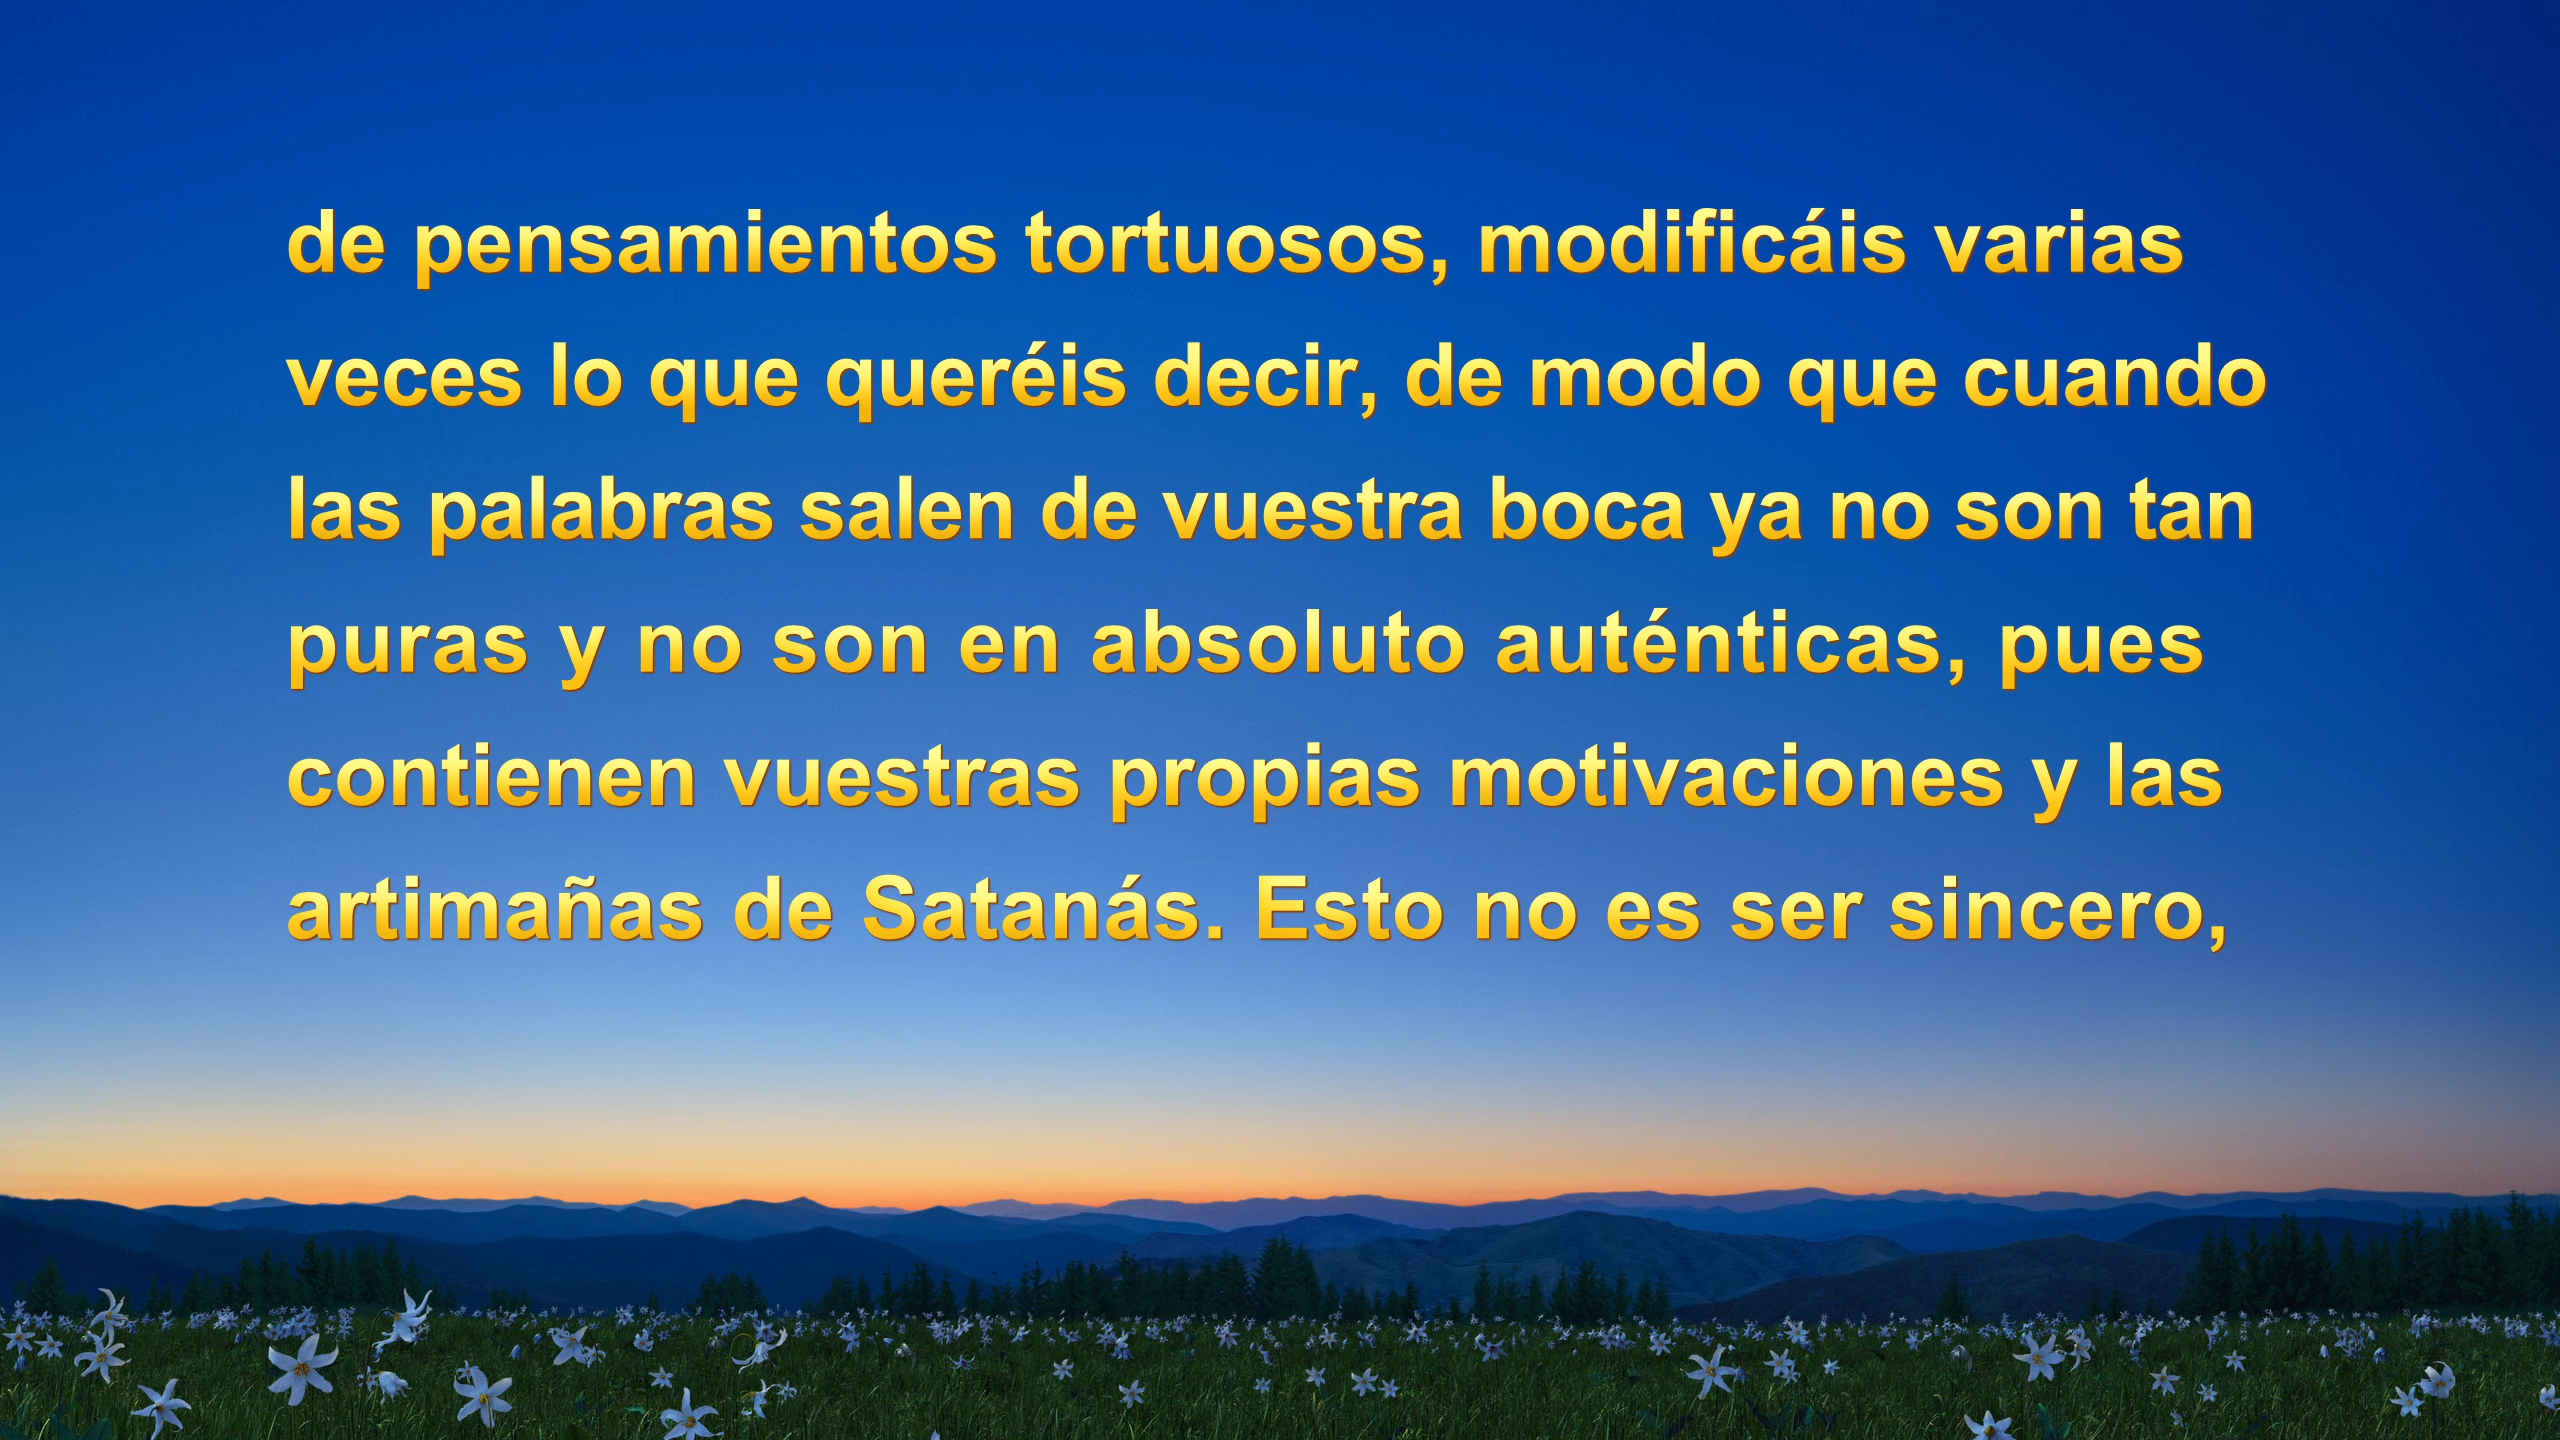 de pensamientos tortuosos, modificáis varias
veces lo que queréis decir, de modo que cuando
las palabras salen de vuestra boca ya no son tan
puras y no son en absoluto auténticas, pues
contienen vuestras propias motivaciones y las
artimañas de Satanás. Esto no es ser sincero,